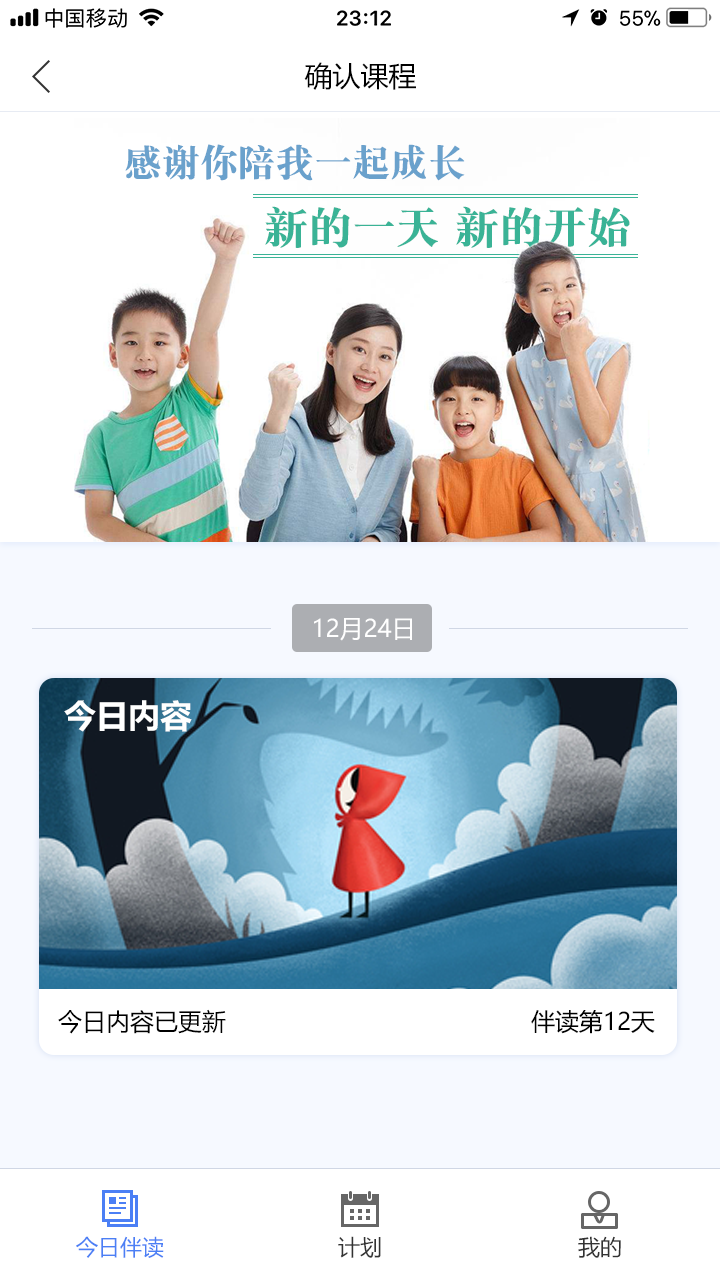 中国移动
23:12
55%
确认课程
感谢你陪我一起成长
新的一天 新的开始
12月24日
今日内容
今日内容已更新
伴读第12天
今日伴读
计划
我的